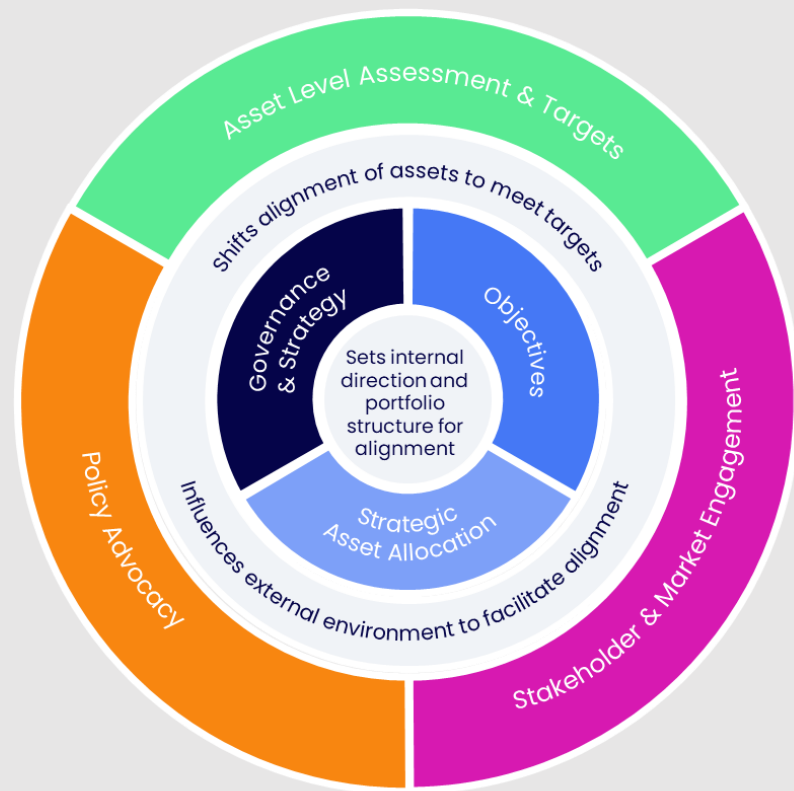 Asset Level Assessment & Targets
Shifts alignment of assets to meet targets
Governance
& Strategy
Objectives
Sets internal
direction and
portfolio
structure for
alignment
Strategic
Asset Allocation
Influences external environment to facilitate alignment
Policy Advocacy
Stakeholder & Market Engagement